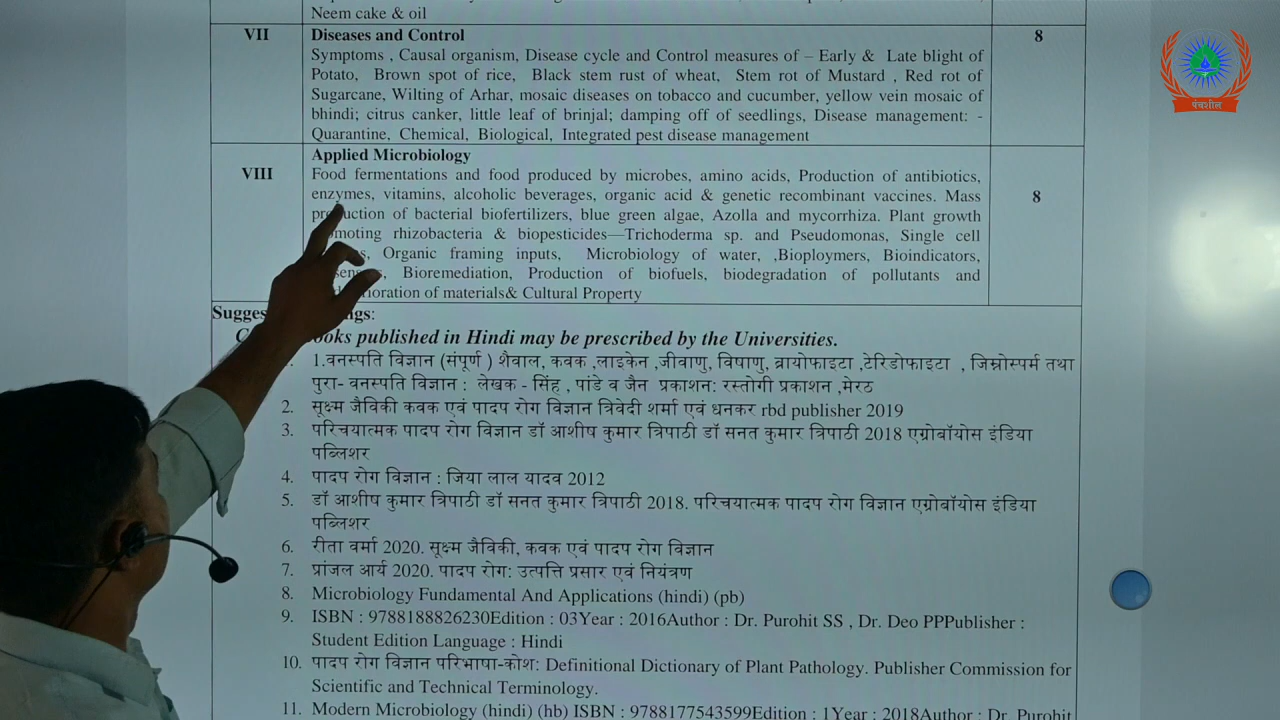 Neem cake & oil
VII Diseases and Control 8
Symptoms , Causal organism, Disease cycle and Control measures of – Early & Late blight of
Potato, Brown spot of rice, Black stem rust of wheat, Stem rot of Mustard , Red rot of
Sugarcane, Wilting of Arhar, mosaic diseases on tobacco and cucumber, yellow vein mosaic of
bhindi; citrus canker, little leaf of brinjal; damping off of seedlings, Disease management: -
Quarantine, Chemical, Biological, Integrated pest disease management
Applied Microbiology
VIII Food fermentations and food produced by microbes, amino acids, Production of antibiotics,
enzymes, vitamins, alcoholic beverages, organic acid & genetic recombinant vaccines. Mass 8
of bacterial biofertilizers, blue green algae, Azolla and mycorrhiza. Plant growth
rhizobacteria & biopesticides—Trichoderma sp. and Pseudomonas, Single cell
Organic framing inputs, Microbiology of water, ,Bioploymers, Bioindicators,
Bioremediation, Production of biofuels, biodegradation of pollutants and
of materials& Cultural Property
published in Hindi may be prescribed by the Universities.
1.वनस्पति विज्ञान (संपूर्ण ) शैवाल, कवक ,लाइकेन ,जीवाणु, विषाणु, ब्रायोफाइटा ,टेरिडोफाइटा , जिम्नोस्पर्म तथा
पुरा- वनस्पति विज्ञान : लेखक - सिंह , पांडे व जैन प्रकाशन: रस्तोगी प्रकाशन ,मेरठ
2. सूक्ष्म जैविकी कवक एवं पादप रोग विज्ञान त्रिवेदी शर्मा एवं धनकर rbd publisher 2019
3. परिचयात्मक पादप रोग विज्ञान डॉ आशीष कुमार त्रिपाठी डॉ सनत कुमार त्रिपाठी 2018 एग्रोबॉयोस इंडिया
पब्लिशर
4. पादप रोग विज्ञान : जिया लाल यादव 2012
5. डॉ आशीष कुमार त्रिपाठी डॉ सनत कुमार त्रिपाठी 2018. परिचयात्मक पादप रोग विज्ञान एग्रोबॉयोस इंडिया
पब्लिशर
6. रीता वर्मा 2020. सूक्ष्म जैविकी, कवक एवं पादप रोग विज्ञान
7. प्रांजल आर्य 2020. पादप रोग: उत्पत्ति प्रसार एवं नियंत्रण
8. Microbiology Fundamental And Applications (hindi) (pb)
9. ISBN : 9788188826230Edition : 03Year : 2016Author : Dr. Purohit SS , Dr. Deo PPPublisher :
Student Edition Language : Hindi
10. पादप रोग विज्ञान परिभाषा-कोश: Definitional Dictionary of Plant Pathology. Publisher Commission for
Scientific and Technical Terminology.
11. Modern Microbiology (hindi) (hb) ISBN : 9788177543599Edition : 1Year : 2018Author : Dr. Purohit
पंचशील